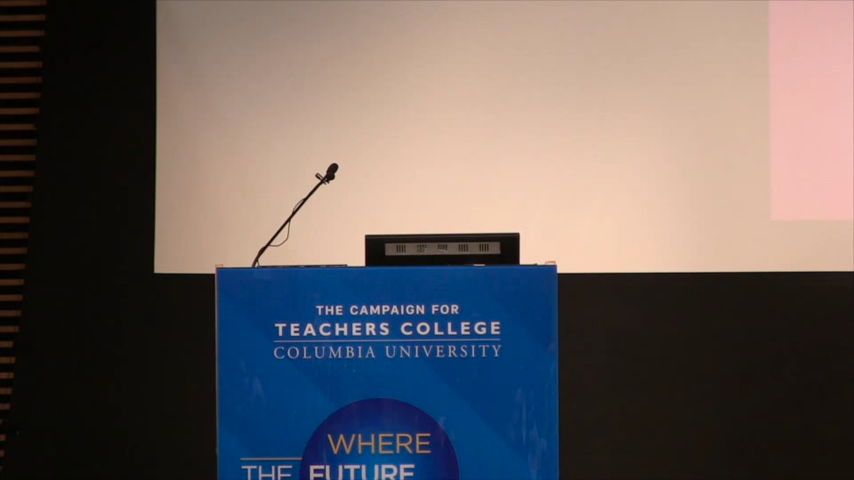 THE CAMPAIGN FOR
TEACHERS COLLEGE
COLUMBIA UNIVERSITY
WHERE
THE FUTURE